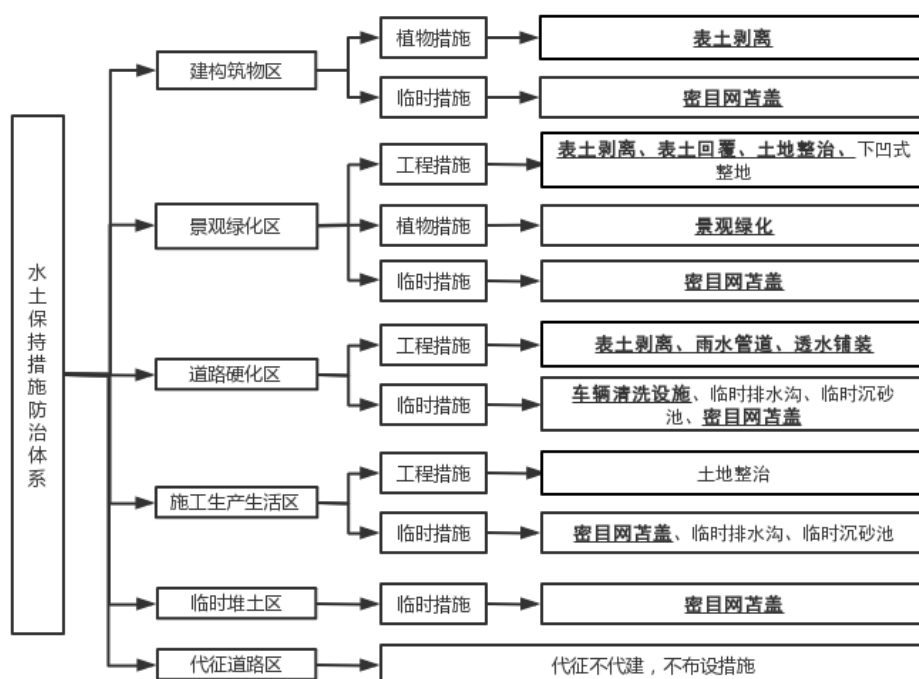 水土保持措施防治体系
建构筑物区
植物措施
表土剥离
临时措施
密目网苫盖
景观绿化区
工程措施
表土剥离、表土回覆、土地整治、下凹式
整地
植物措施
景观绿化
临时措施
密目网苫盖
道路硬化区
工程措施
表土剥离、雨水管道、透水铺装
临时措施
车辆清洗设施、临时排水沟、临时沉砂
池、密目网苫盖
施工生产生活区
工程措施
土地整治
临时措施
密目网苫盖、临时排水沟、临时沉砂池
临时堆土区
临时措施
密目网苫盖
代征道路区
代征不代建，不布设措施